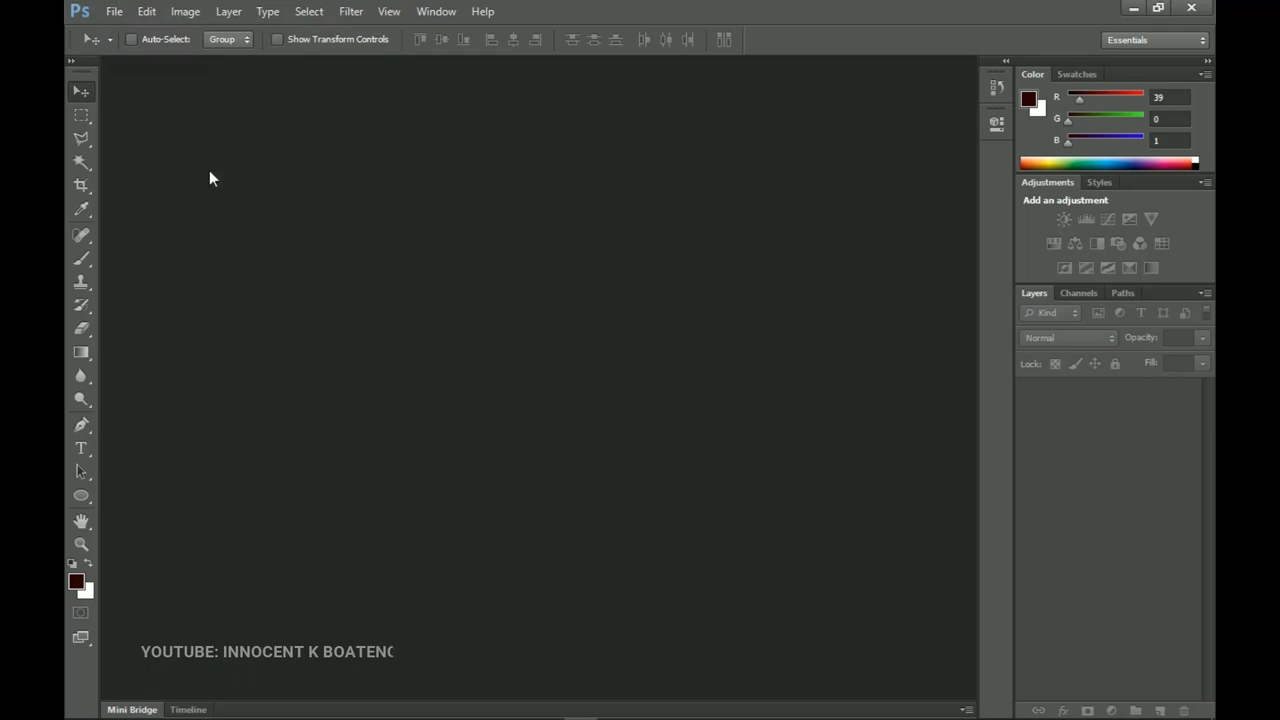 Ps File Edit Image Layer Type Select Filter View Window Help
Auto-Select: Group Show Transform Controls Essentials
Color Swatches
R 39
G 0
B 1
Adjustments Styles
Add an adjustment
Layers Channels Paths
Kind T
Normal Opacity:
Lock: Fill:
T
YOUTUBE: INNOCENT K BOATENG
Mini Bridge Timeline
fx